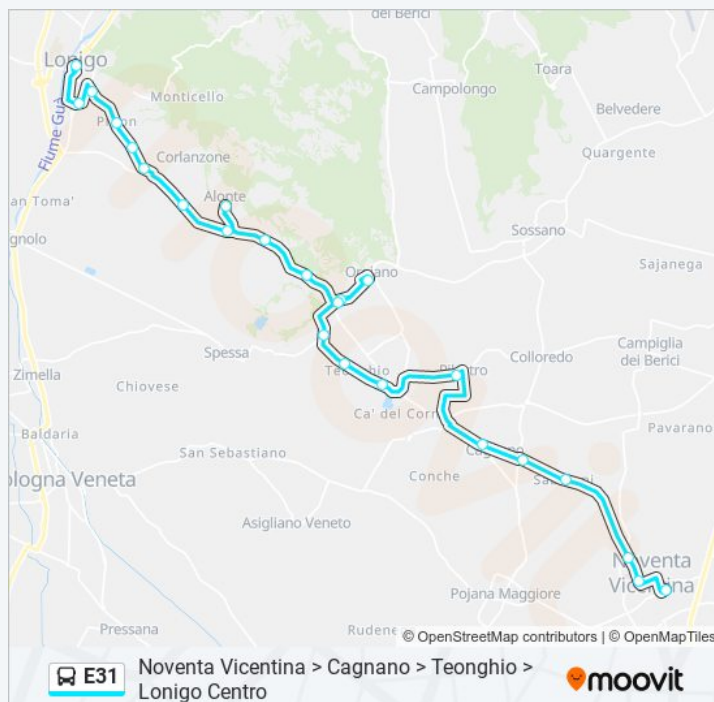 dei Berici
Lonigo
Toara
Campolongo
Monticello
Belvedere
Fiume Guà
Quargente
Corlanzone
an Toma'
Alonte
Sossano
gnolo
Sajanega
Spessa
Campiglia
dei Berici
Colloredo
Zimella
Chiovese
Ca' del Corr
Pavarano
Baldaria
San Sebastiano
ologna Veneta
Conche
Asigliano Veneto
Noventa
Vicentina
Pojana Maggiore
Pressana
Rudene
© OpenStreetMap contributors | © OpenMapTiles
E31
Noventa Vicentina > Cagnano > Teonghio >
Lonigo Centro
moovit